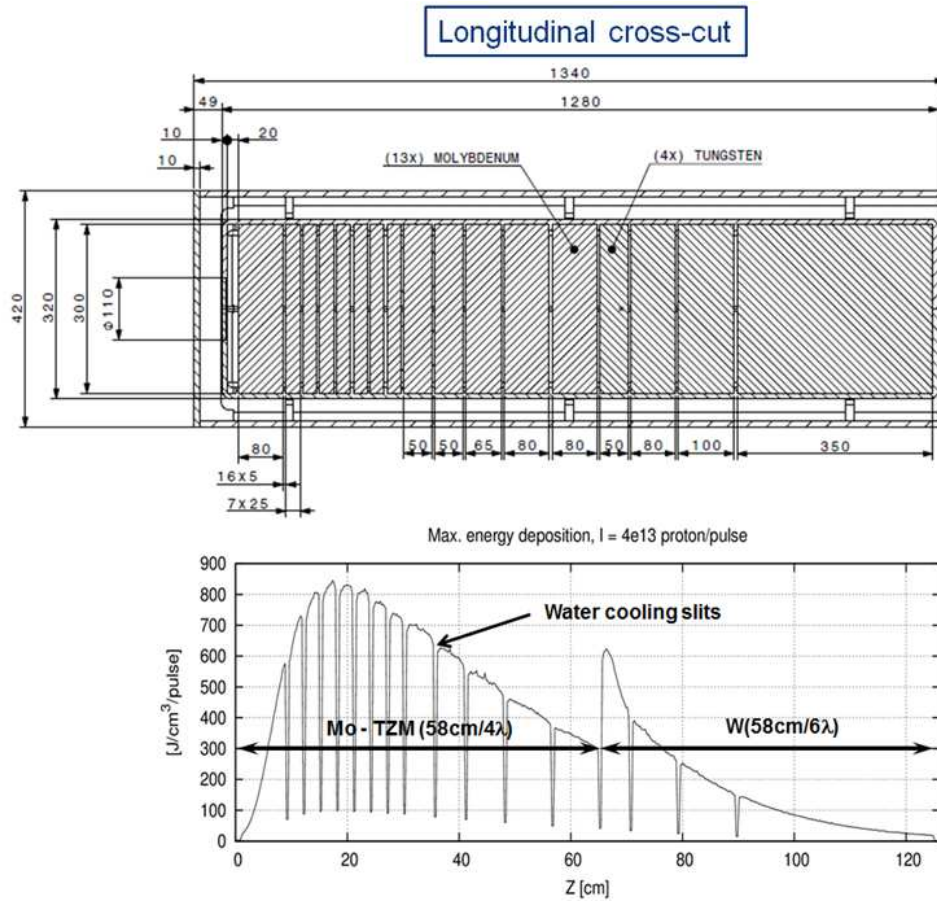 Longitudinal cross-cut
1340
49 1280
10 20
10 (13X) MOLYBDENUM (4X) TUNGSTEN
420 320 300 Φ110
80 50 50 65 80 80 50 80 100 350
16X5
7X25
Max. energy deposition, I = 4e13 proton/pulse
900
800
700
600
500
400
300
200
100
0
[J/cm³/pulse]
Water cooling slits
Mo - TZM (58cm/4λ) W(58cm/6λ)
0 20 40 60 80 100 120
Z [cm]